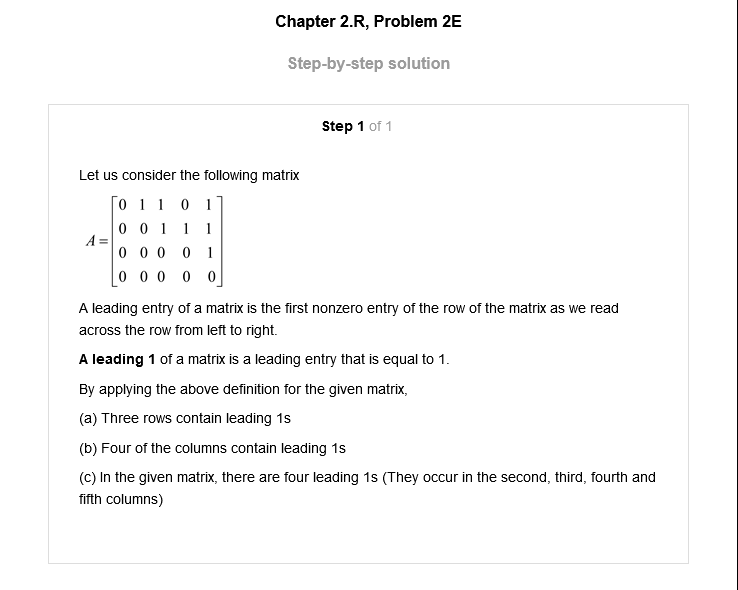 Chapter 2.R, Problem 2E
Step-by-step solution
Step 1 of 1
Let us consider the following matrix
0 1 1 0 1
0 0 1 1 1
A =
0 0 0 0 1
0 0 0 0 0
A leading entry of a matrix is the first nonzero entry of the row of the matrix as we read
across the row from left to right.
A leading 1 of a matrix is a leading entry that is equal to 1.
By applying the above definition for the given matrix,
(a) Three rows contain leading 1s
(b) Four of the columns contain leading 1s
(c) In the given matrix, there are four leading 1s (They occur in the second, third, fourth and
fifth columns)